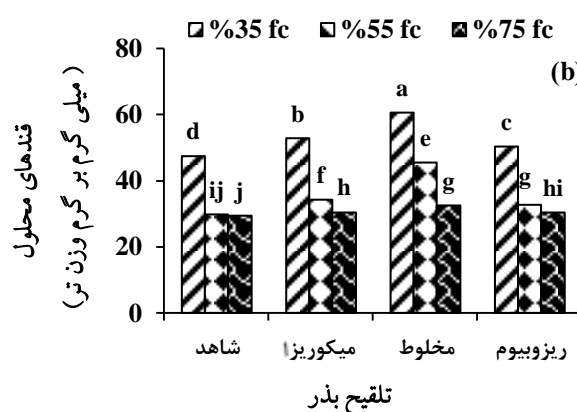 %35 fc %55 fc %75 fc
(b)
80
60
40
20
0
قندهای محلول
(میلی گرم بر گرم وزن تر)
d ij j
b f h
a e g
c g hi
شاهد میکوریزا مخلوط ریزوبیوم
تلقیح بذر